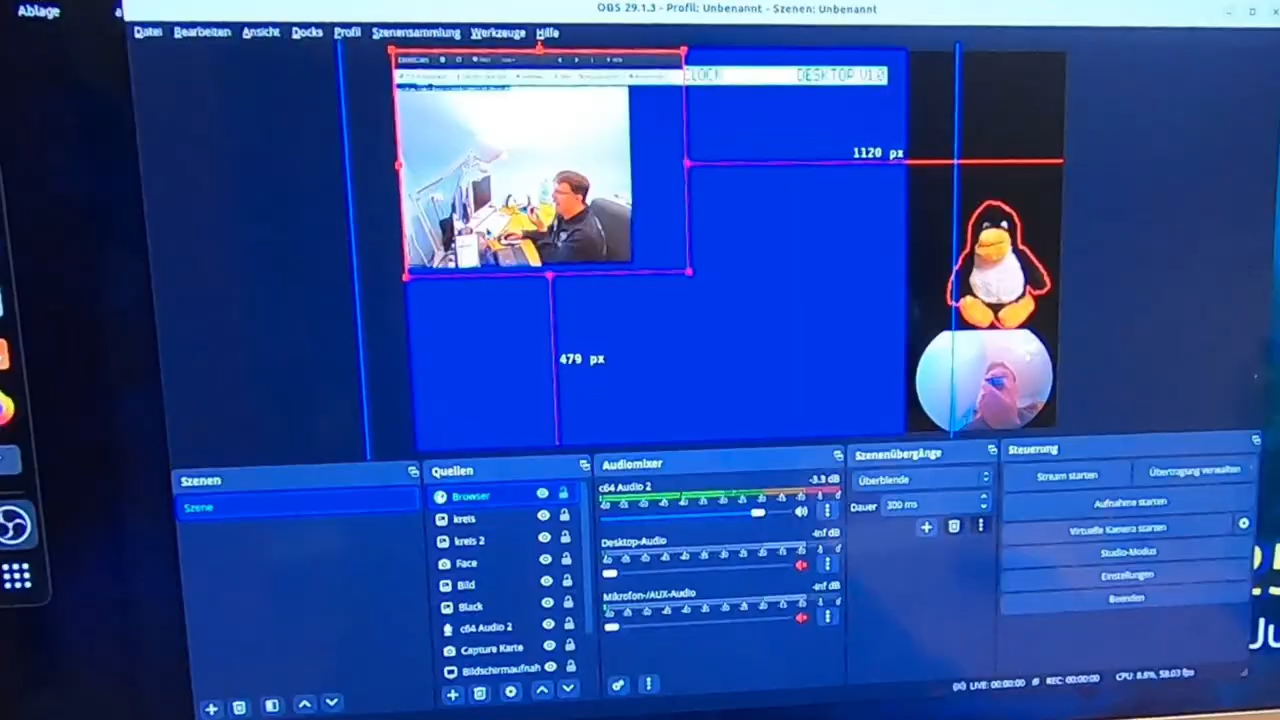 Ablage
OBS 29.1.3 - Profil: Unbenannt - Szenen: Unbenannt
Datei Bearbeiten Ansicht Docks Profil Szenensammlung Werkzeuge Hilfe
CLOCK DESKTOP V1.0
1120 px
479 px
Szenen
Szene
Quellen
Browser
kreis
kreis 2
Face
Bild
Black
c64 Audio 2
Capture Karte
Bildschirmaufnah
Audiomixer
c64 Audio 2 -3.3 dB
Desktop-Audio -inf dB
Mikrofon-/AUX-Audio -inf dB
Szenenübergänge
Überblende
Dauer 300 ms
Steuerung
Stream starten Übertragung verwalten
Aufnahme starten
Virtuelle Kamera starten
Studio-Modus
Einstellungen
Beenden
LIVE: 00:00:00 REC: 00:00:00 CPU: 8.8%, 58.03 fps
Ju